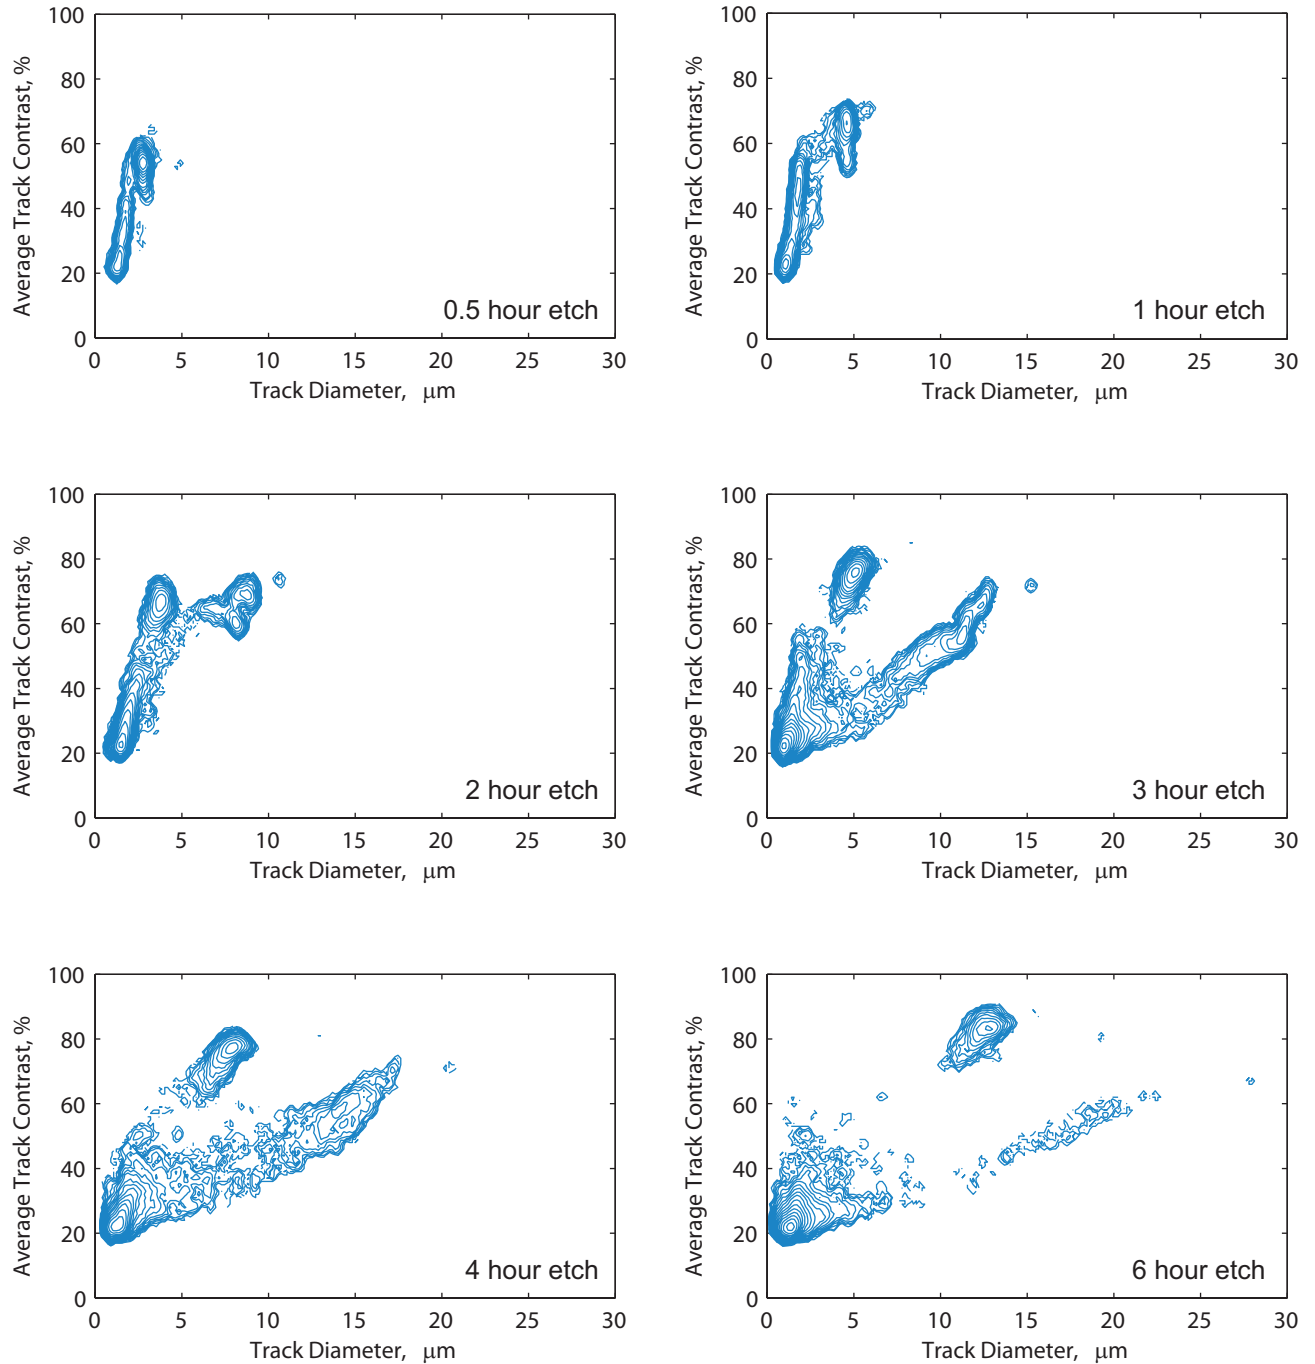 100
80
60
40
20
0
Average Track Contrast, %
0.5 hour etch
0 5 10 15 20 25 30
Track Diameter, μm
100
80
60
40
20
0
Average Track Contrast, %
1 hour etch
0 5 10 15 20 25 30
Track Diameter, μm
100
80
60
40
20
0
Average Track Contrast, %
2 hour etch
0 5 10 15 20 25 30
Track Diameter, μm
100
80
60
40
20
0
Average Track Contrast, %
3 hour etch
0 5 10 15 20 25 30
Track Diameter, μm
100
80
60
40
20
0
Average Track Contrast, %
4 hour etch
0 5 10 15 20 25 30
Track Diameter, μm
100
80
60
40
20
0
Average Track Contrast, %
6 hour etch
0 5 10 15 20 25 30
Track Diameter, μm